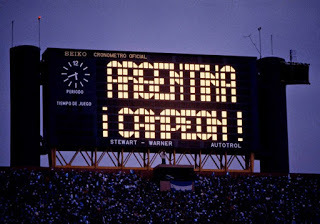 SEIKO CRONOMETRO OFICIAL
PERIODO
TIEMPO DE JUEGO
ARGENTINA
¡CAMPEON!
STEWART - WARNER AUTOTROL